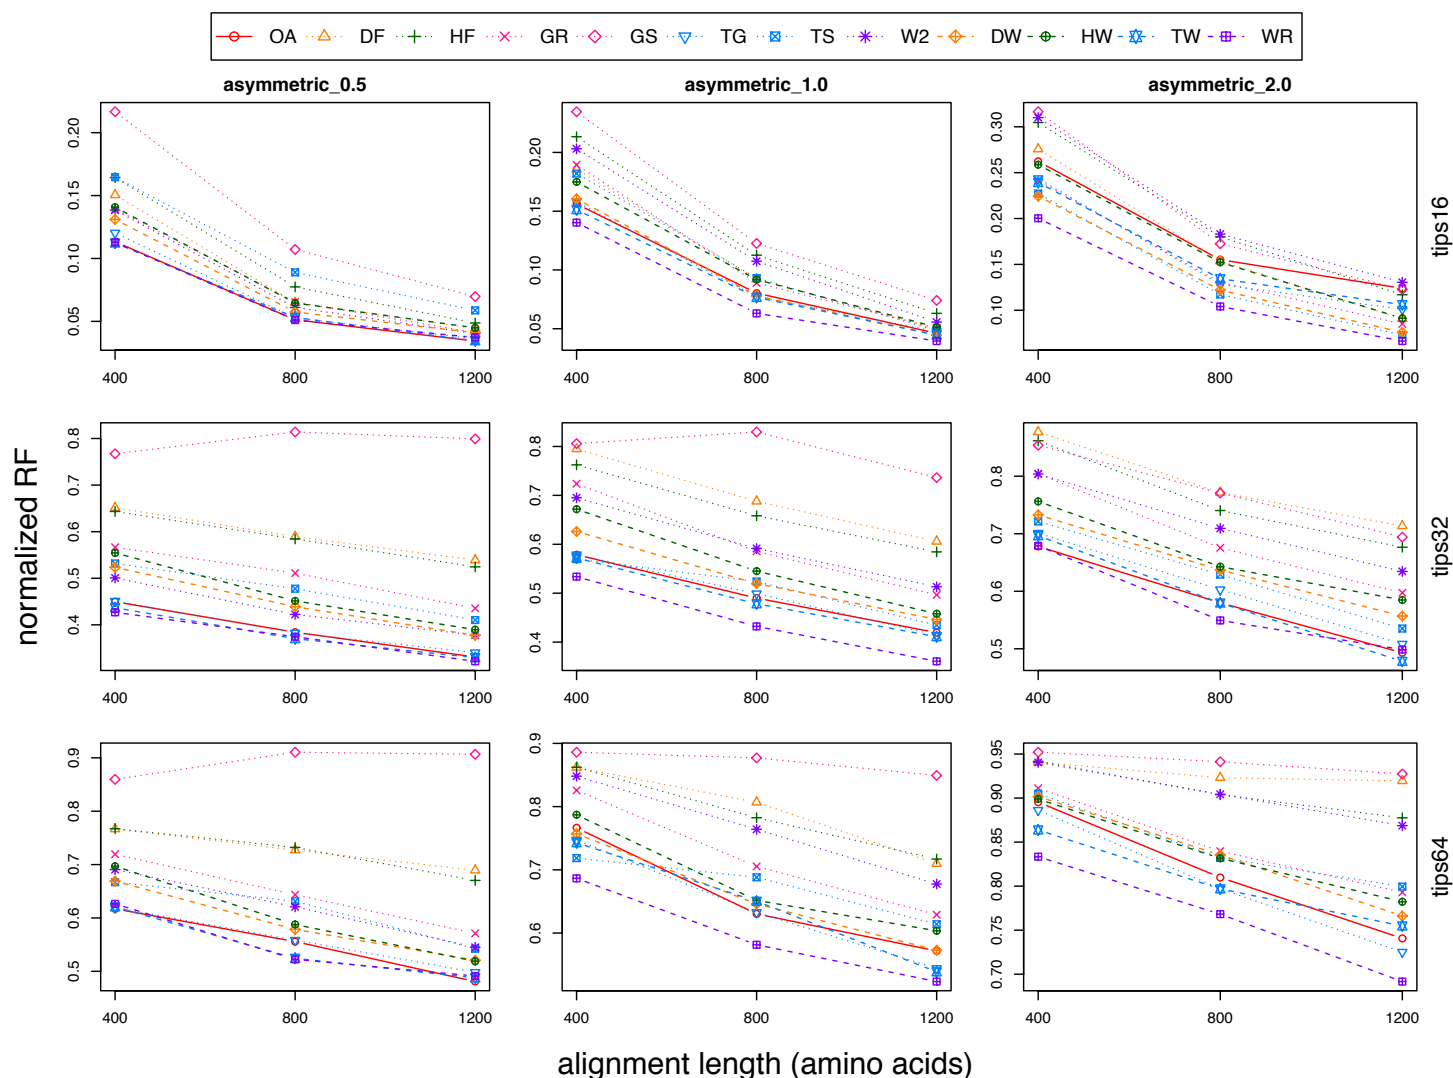 OA DF HF GR GS TG TS W2 DW HW TW WR
asymmetric_0.5 asymmetric_1.0 asymmetric_2.0
0.20 0.15 0.10 0.05
400 800 1200
0.20 0.15 0.10 0.05
400 800 1200
0.30 0.25 0.20 0.15 0.10
400 800 1200
tips16
normalized RF
0.8 0.7 0.6 0.5 0.4
400 800 1200
0.8 0.7 0.6 0.5 0.4
400 800 1200
0.8 0.7 0.6 0.5
400 800 1200
tips32
0.9 0.8 0.7 0.6 0.5
400 800 1200
0.9 0.8 0.7 0.6
400 800 1200
0.95 0.90 0.85 0.80 0.75 0.70
400 800 1200
tips64
alignment length (amino acids)